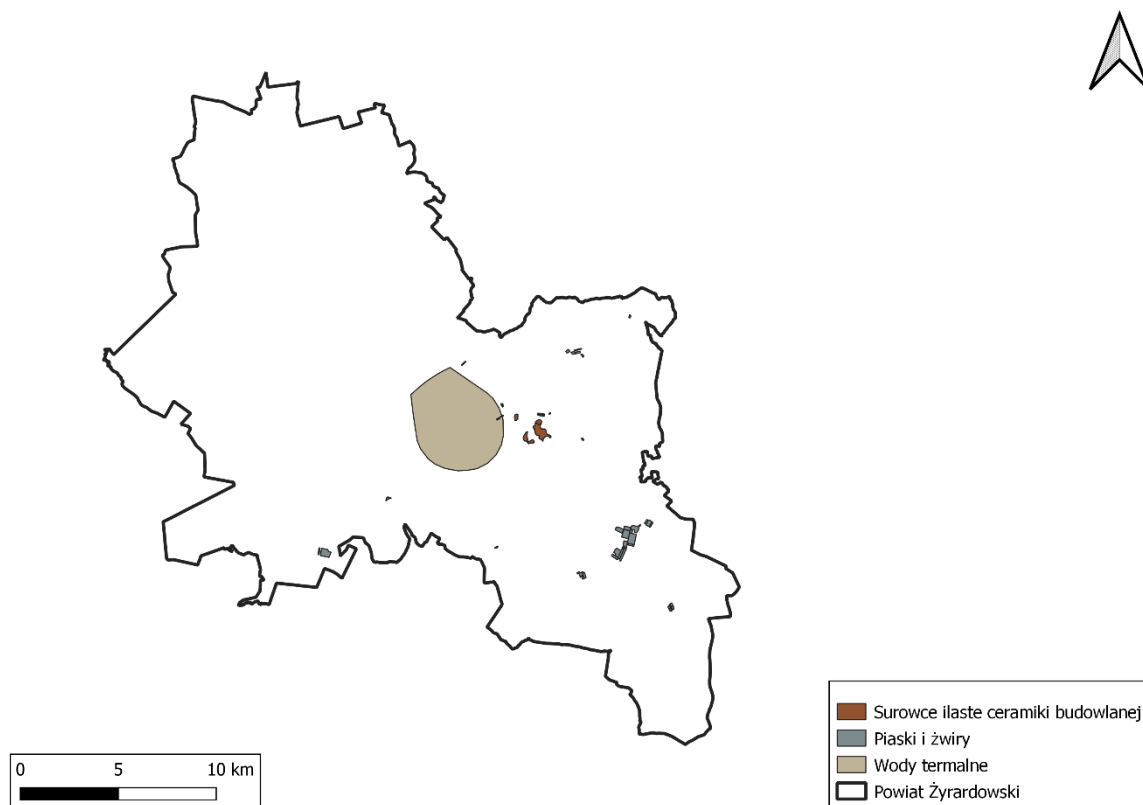 Surowce ilaste ceramiki budowlanej
Piaski i żwiry
Wody termalne
Powiat Żyrardowski
0 5 10 km